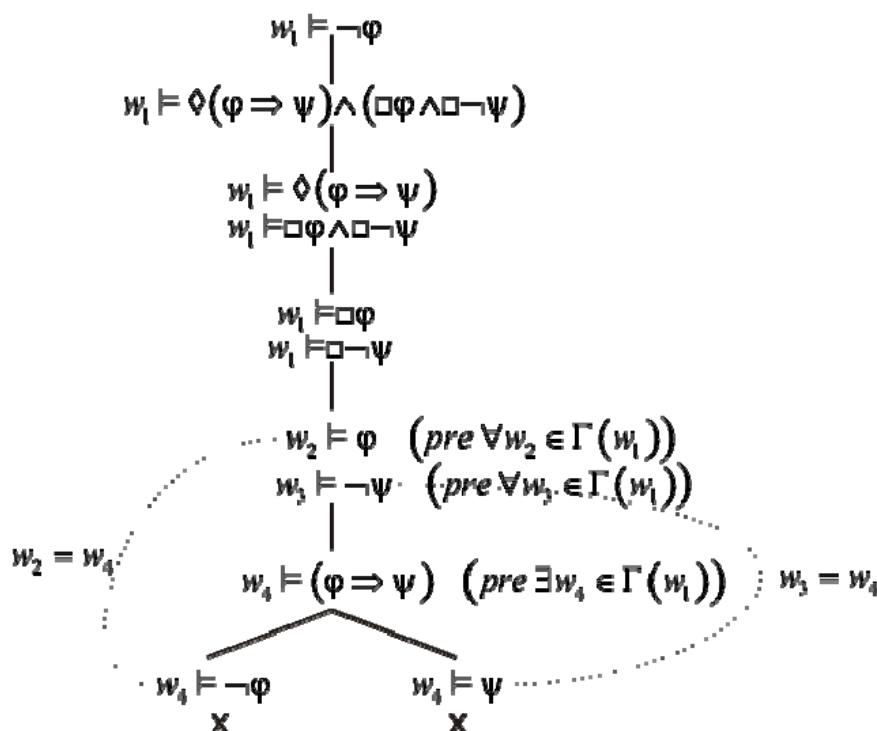 w₁ ⊨ ¬φ
w₁ ⊨ ◊(φ ⇒ ψ)∧(□φ∧□¬ψ)
w₁ ⊨ ◊(φ ⇒ ψ)
w₁ ⊨□φ∧□¬ψ
w₁ ⊨□φ
w₁ ⊨□¬ψ
w₂ ⊨ φ (pre ∀w₂ ∈ Γ(w₁))
w₃ ⊨ ¬ψ (pre ∀w₃ ∈ Γ(w₁))
w₂ = w₄
w₄ ⊨ (φ ⇒ ψ) (pre ∃w₄ ∈ Γ(w₁))
w₃ = w₄
w₄ ⊨ ¬φ w₄ ⊨ ψ
x x